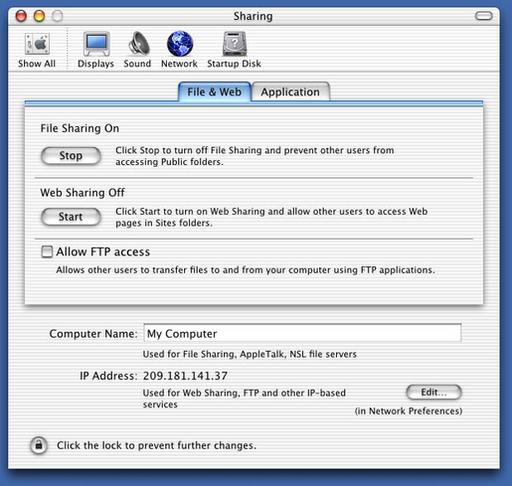 Sharing
Show All Displays Sound Network Startup Disk
File & Web Application
File Sharing On
Stop
Click Stop to turn off File Sharing and prevent other users from
accessing Public folders.
Web Sharing Off
Start
Click Start to turn on Web Sharing and allow other users to access Web
pages in Sites folders.
Allow FTP access
Allows other users to transfer files to and from your computer using FTP applications.
Computer Name: My Computer
Used for File Sharing, AppleTalk, NSL file servers
IP Address: 209.181.141.37
Used for Web Sharing, FTP and other IP-based
services
Edit...
(in Network Preferences)
Click the lock to prevent further changes.